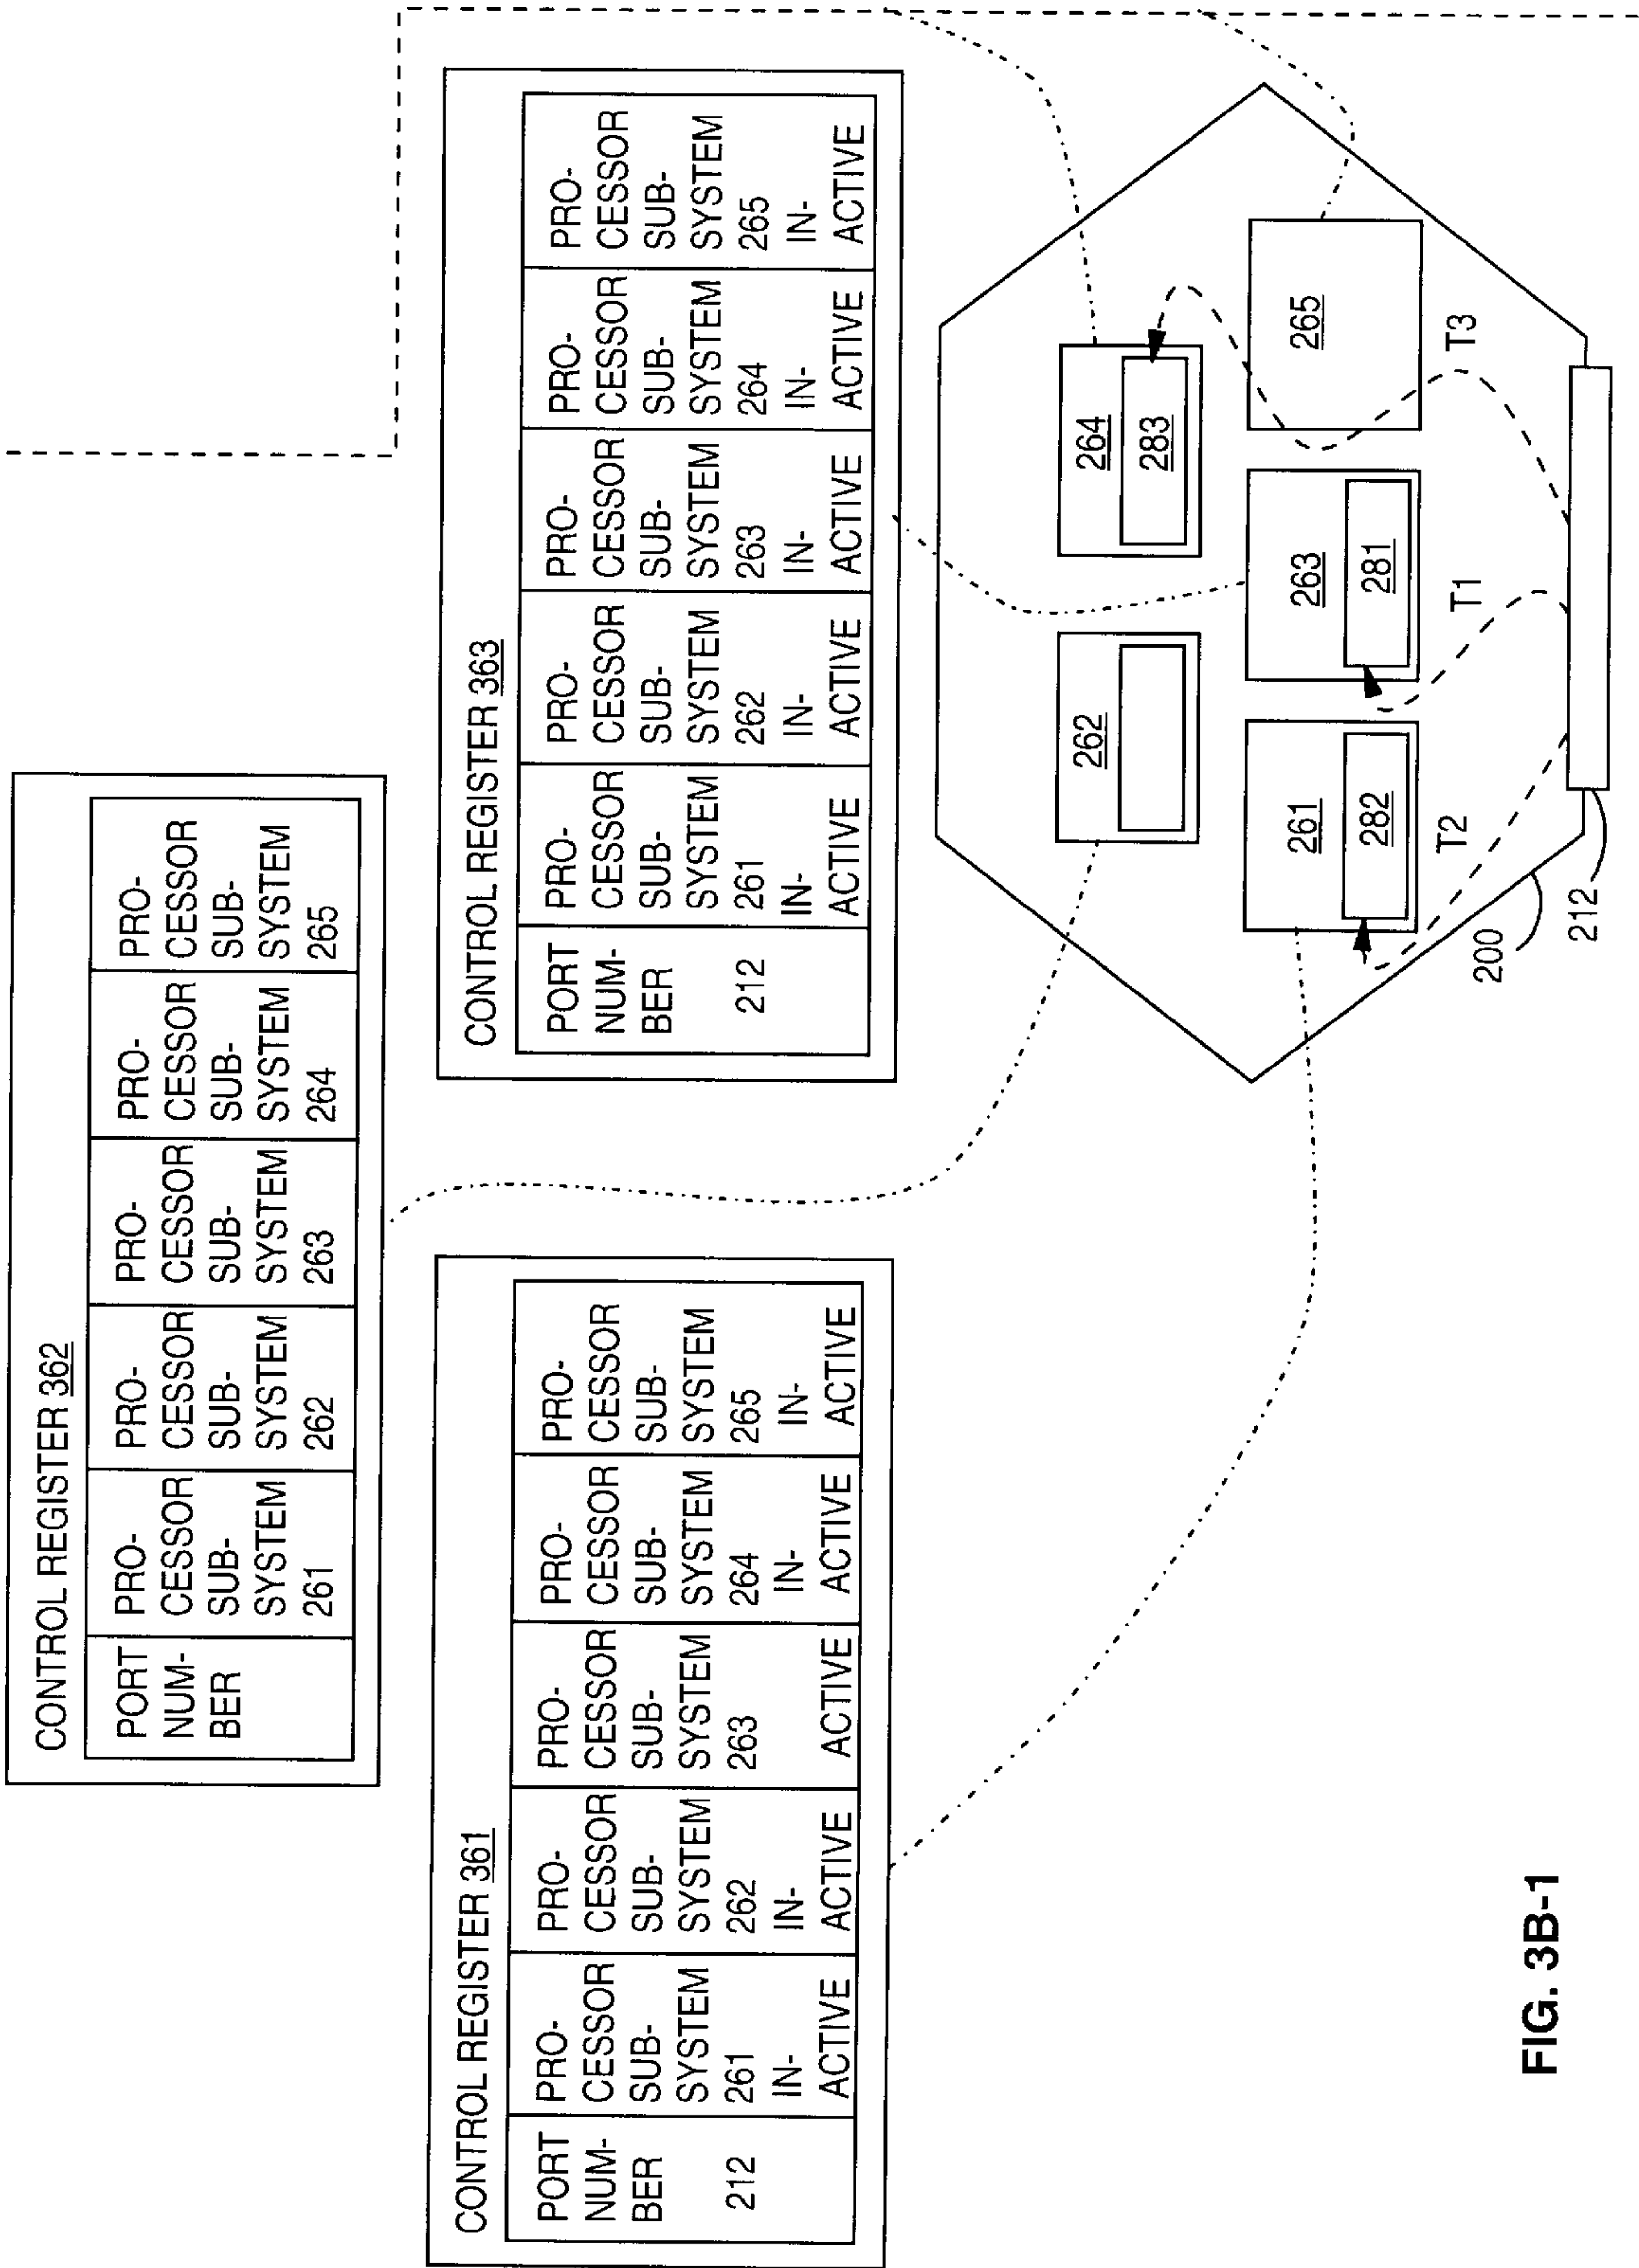 CONTROL REGISTER 362
PORT NUM- BER
PRO- CESSOR SUB- SYSTEM 261
PRO- CESSOR SUB- SYSTEM 262
PRO- CESSOR SUB- SYSTEM 263
PRO- CESSOR SUB- SYSTEM 264
PRO- CESSOR SUB- SYSTEM 265
CONTROL REGISTER 361
PORT NUM- BER 212
PRO- CESSOR SUB- SYSTEM 261 IN- ACTIVE
PRO- CESSOR SUB- SYSTEM 262 IN- ACTIVE
PRO- CESSOR SUB- SYSTEM 263 ACTIVE
PRO- CESSOR SUB- SYSTEM 264 IN- ACTIVE
PRO- CESSOR SUB- SYSTEM 265 IN- ACTIVE
CONTROL REGISTER 363
PORT NUM- BER 212
PRO- CESSOR SUB- SYSTEM 261 IN- ACTIVE
PRO- CESSOR SUB- SYSTEM 262 IN- ACTIVE
PRO- CESSOR SUB- SYSTEM 263 IN- ACTIVE
PRO- CESSOR SUB- SYSTEM 264 IN- ACTIVE
PRO- CESSOR SUB- SYSTEM 265 IN- ACTIVE
262
264
283
261
282
263
281
265
T2
T1
T3
200
212
FIG. 3B-1